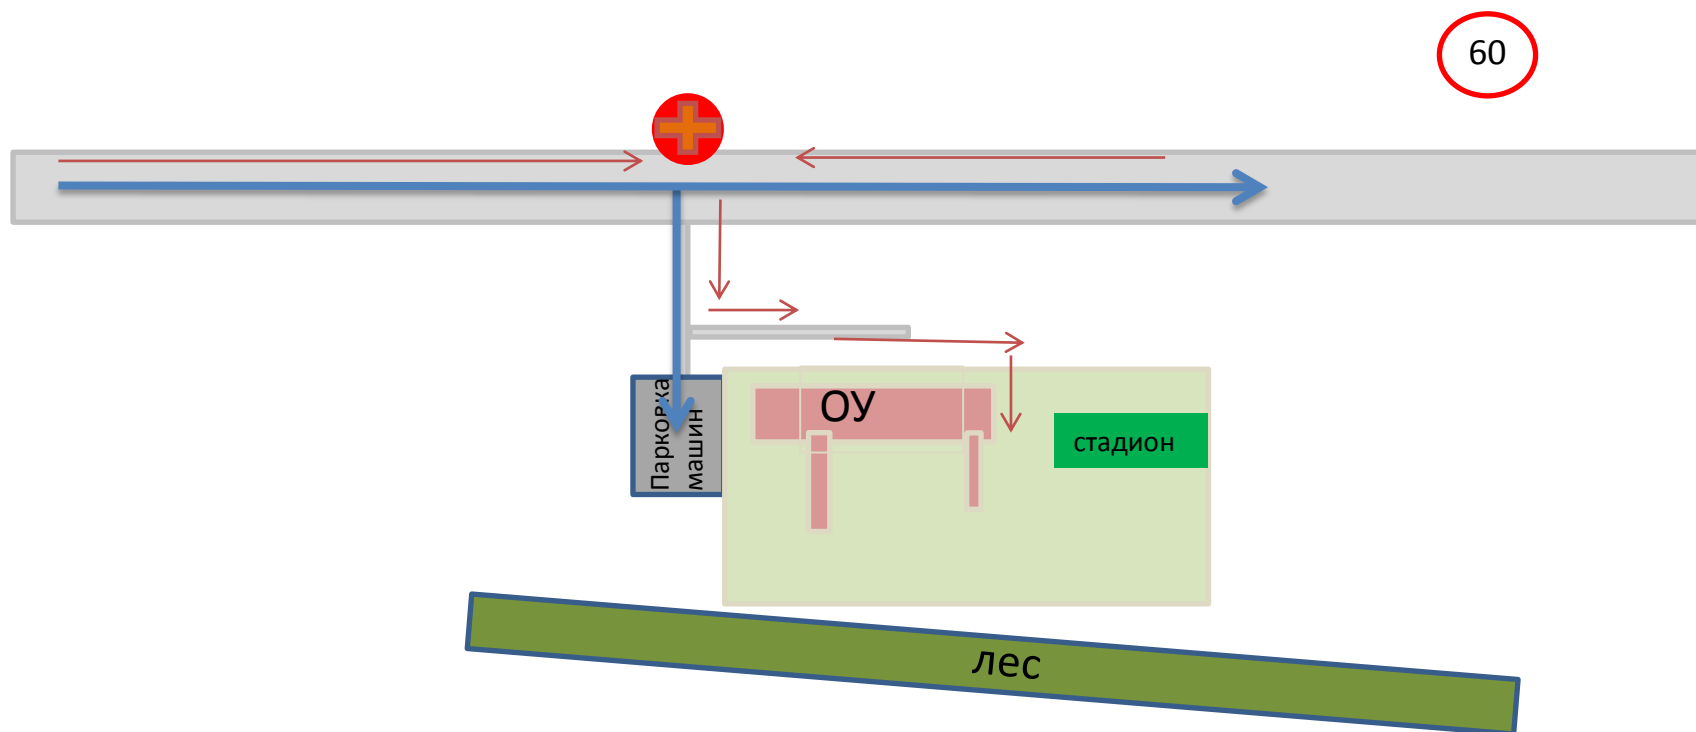 60
Парковка
машин
ОУ
стадион
лес